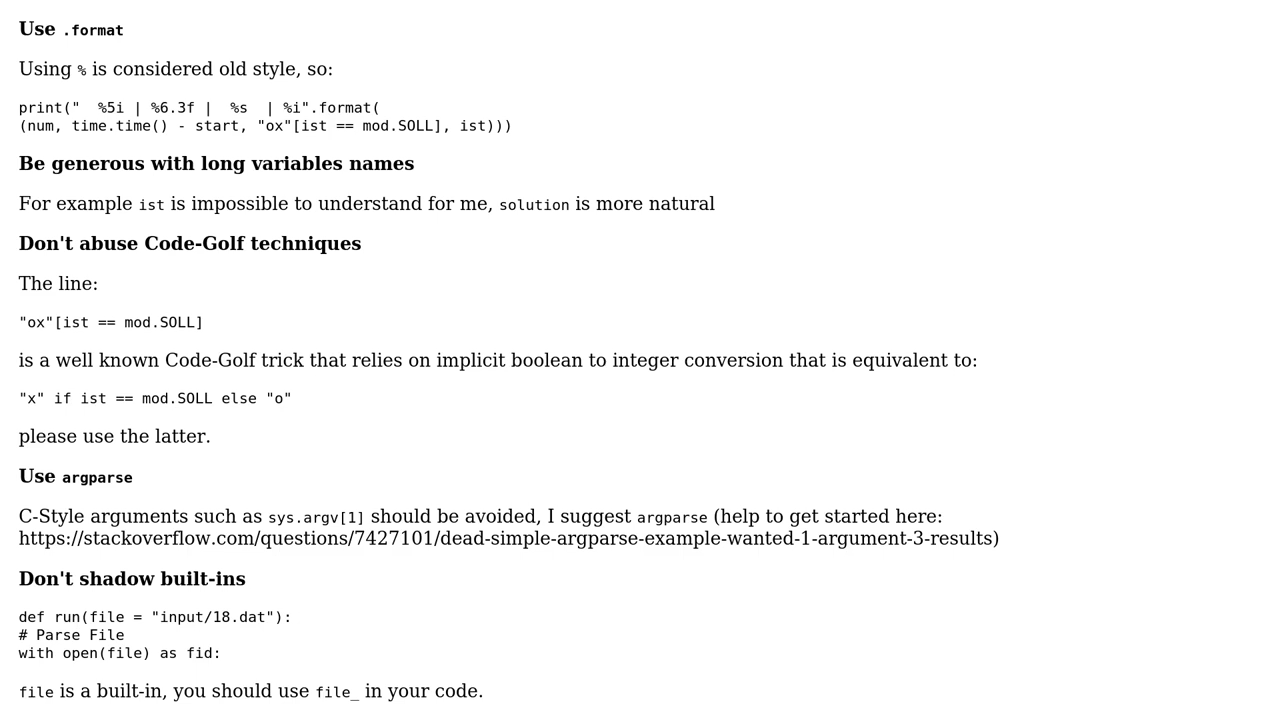 Use .format
Using % is considered old style, so:
print("  %5i | %6.3f |  %s  | %i".format(
(num, time.time() - start, "ox"[ist == mod.SOLL], ist)))
Be generous with long variables names
For example ist is impossible to understand for me, solution is more natural
Don't abuse Code-Golf techniques
The line:
"ox"[ist == mod.SOLL]
is a well known Code-Golf trick that relies on implicit boolean to integer conversion that is equivalent to:
"x" if ist == mod.SOLL else "o"
please use the latter.
Use argparse
C-Style arguments such as sys.argv[1] should be avoided, I suggest argparse (help to get started here:
https://stackoverflow.com/questions/7427101/dead-simple-argparse-example-wanted-1-argument-3-results)
Don't shadow built-ins
def run(file = "input/18.dat"):
# Parse File
with open(file) as fid:
file is a built-in, you should use file_ in your code.